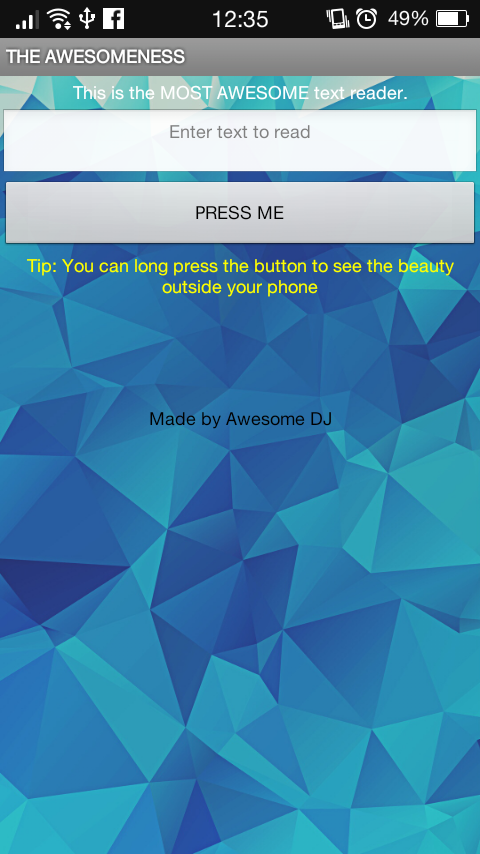 12:35
49%
THE AWESOMENESS
This is the MOST AWESOME text reader.
Enter text to read
PRESS ME
Tip: You can long press the button to see the beauty
outside your phone
Made by Awesome DJ